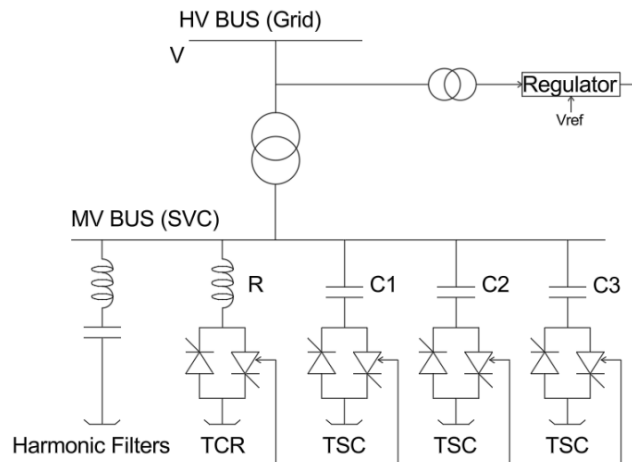 HV BUS (Grid)
V
Regulator
Vref
MV BUS (SVC)
R
C1
C2
C3
Harmonic Filters
TCR
TSC
TSC
TSC